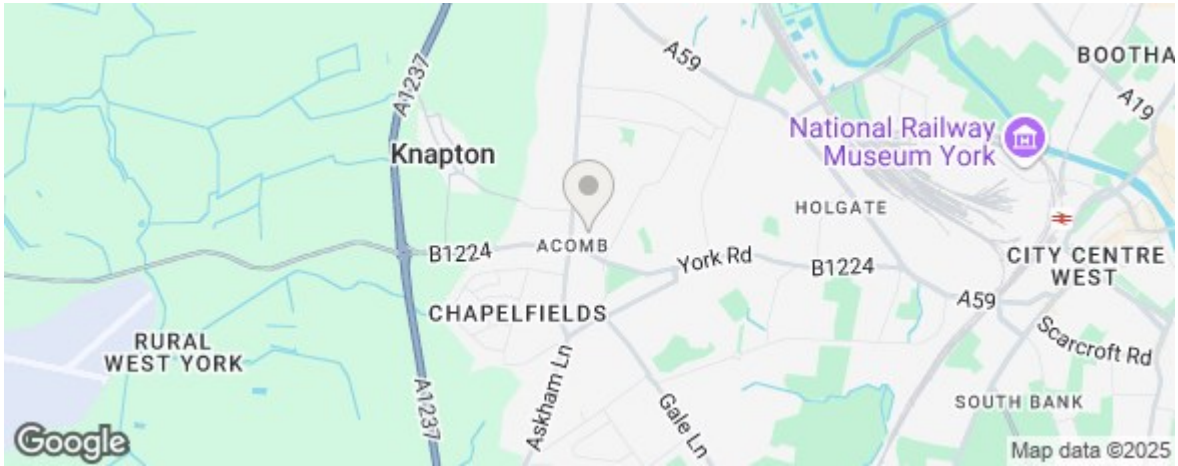 A59
BOOTHA
A19
A1237
National Railway
Museum York
Knapton
HOLGATE
ACOMB
B1224
York Rd
B1224
CITY CENTRE
WEST
A59
CHAPELFIELDS
RURAL
WEST YORK
Scarcroft Rd
Askham Ln
A1237
Gale Ln
SOUTH BANK
Google
Map data ©2025